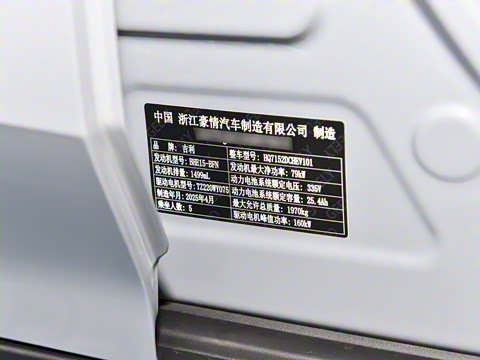 中国 浙江豪情汽车制造有限公司 制造
品 牌：吉利 整车型号：HQ7152DCHEV101
发动机型号：BHE15-BFN 发动机最大净功率：79kW
发动机排量：1499mL 动力电池系统额定电压：335V
驱动电机型号：TZ220XY075 动力电池系统额定容量：25.4Ah
制造年月：2025年4月 最大允许总质量：1970kg
乘坐人数：5 驱动电机峰值功率：160kW